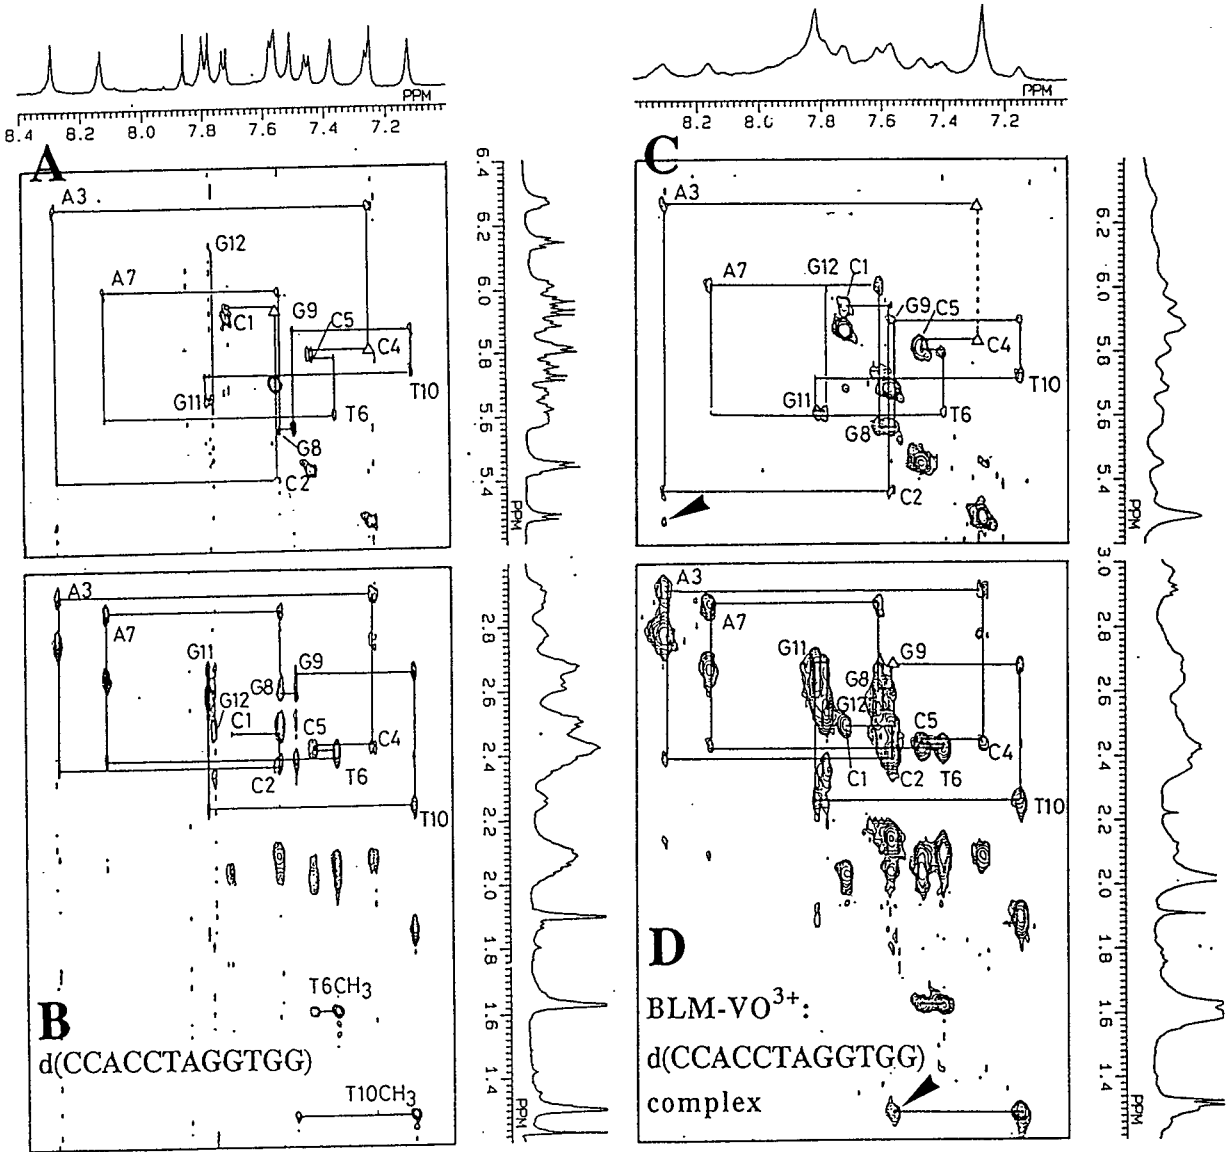 PPM
8.4 8.2 8.0 7.8 7.6 7.4 7.2
A
A3
G12
A7
C1
G9
C5
C4
T10
G11
T6
G8
C2
6.4 6.2 6.0 5.8 5.6 5.4
PPM
A3
A7
G11
G9
G8
G12
C1
C5
C4
C2
T6
T10
T6CH3
B
d(CCACCTAGGTGG)
T10CH3
2.8 2.6 2.4 2.2 2.0 1.8 1.6 1.4
PPM
PPM
8.2 8.0 7.8 7.6 7.4 7.2
C
A3
A7
G12
C1
G9
C5
C4
T10
G11
T6
G8
C2
6.2 6.0 5.8 5.6 5.4
PPM
A3
A7
G11
G9
G8
G12
C5
C4
C1
C2
T6
T10
D
BLM-VO3+:
d(CCACCTAGGTGG)
complex
3.0 2.8 2.6 2.4 2.2 2.0 1.8 1.6 1.4
PPM